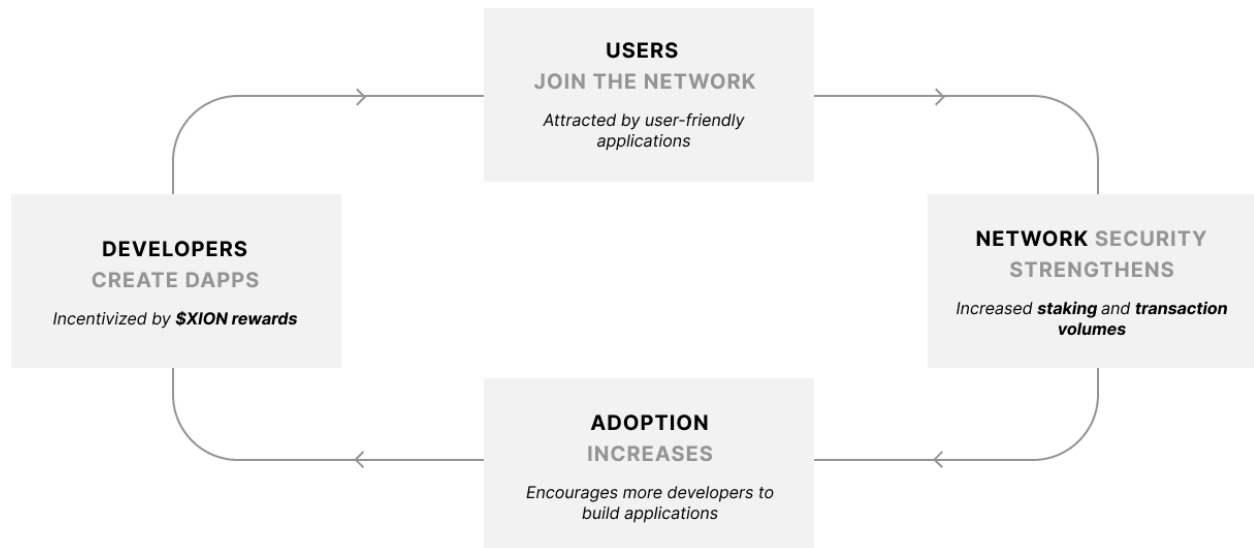 USERS
JOIN THE NETWORK
Attracted by user-friendly
applications
DEVELOPERS
CREATE DAPPS
Incentivized by $XION rewards
NETWORK SECURITY
STRENGTHENS
Increased staking and transaction
volumes
ADOPTION
INCREASES
Encourages more developers to
build applications